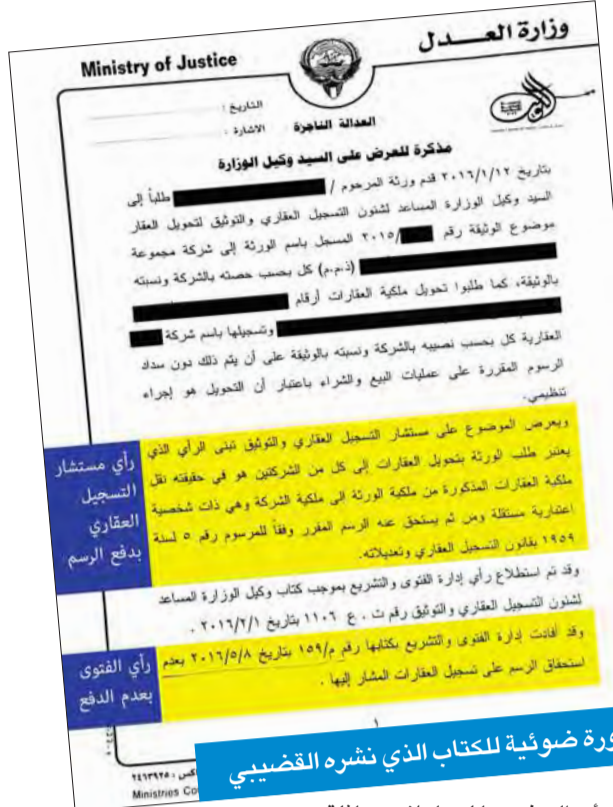 وزارة العـــدل
Ministry of Justice
التاريخ :
العدالة الناجزة
الاشارة :
مذكرة للعرض على السيد وكيل الوزارة
بتاريخ ٢٠١٦/١/١٢ قدم ورثة المرحوم / طلباً إلى
السيد وكيل الوزارة المساعد لشئون التسجيل العقاري والتوثيق لتحويل العقار
موضوع الوثيقة رقم /٢٠١٥ المسجل باسم الورثة إلى شركة مجموعة
(ذ.م.م) كل بحسب حصته بالشركة ونسبته
بالوثيقة، كما طلبوا تحويل ملكية العقارات أرقام
وتسجيلها باسم شركة
العقارية كل بحسب نصيبه بالشركة ونسبته بالوثيقة على أن يتم ذلك دون سداد
الرسوم المقررة على عمليات البيع والشراء باعتبار أن التحويل هو إجراء
تنظيمي.
وبعرض الموضوع على مستشار التسجيل العقاري والتوثيق تبنى الرأي الذي
يعتبر طلب الورثة بتحويل العقارات إلى كل من الشركتين هو في حقيقته نقل
ملكية العقارات المذكورة من ملكية الورثة الى ملكية الشركة وهي ذات شخصية
اعتبارية مستقلة ومن ثم يستحق عنه الرسم المقرر وفقاً للمرسوم رقم ٥ لسنة
١٩٥٩ بقانون التسجيل العقاري وتعديلاته.
رأي مستشار
التسجيل
العقاري
بدفع الرسم
وقد تم استطلاع رأي إدارة الفتوى والتشريع بموجب كتاب وكيل الوزارة المساعد
لشئون التسجيل العقاري والتوثيق رقم ت . ع ١١٠٦ بتاريخ ٢٠١٦/٢/١ .
وقد أفادت إدارة الفتوى والتشريع بكتابها رقم م/١٥٩ بتاريخ ٢٠١٦/٥/٨ بعدم
استحقاق الرسم على تسجيل العقارات المشار إليها .
رأي الفتوى
بعدم الدفع
١
ورة ضوئية للكتاب الذي نشره القضيبي
اكس : ٢٤٦٣٩٢٥
Ministries Co